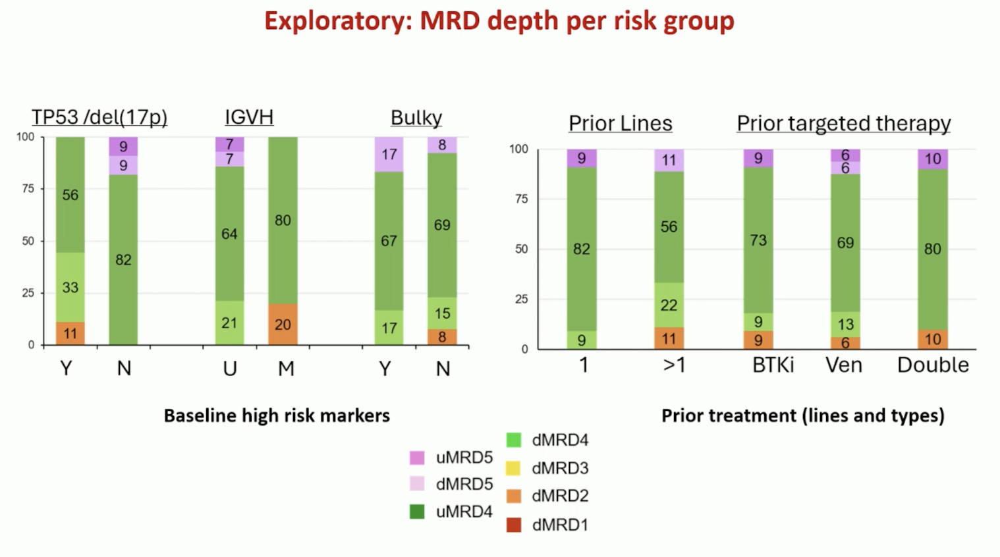 Exploratory: MRD depth per risk group
TP53 /del(17p)
IGVH
Bulky
100
75
50
25
0
56
33
11
9
9
82
7
7
64
21
80
20
17
67
17
8
69
15
8
Y
N
U
M
Y
N
Baseline high risk markers
Prior Lines
Prior targeted therapy
100
75
50
25
0
9
82
9
11
56
22
11
9
73
9
9
6
6
69
13
6
10
80
10
1
>1
BTKi
Ven
Double
Prior treatment (lines and types)
uMRD5
dMRD5
uMRD4
dMRD4
dMRD3
dMRD2
dMRD1